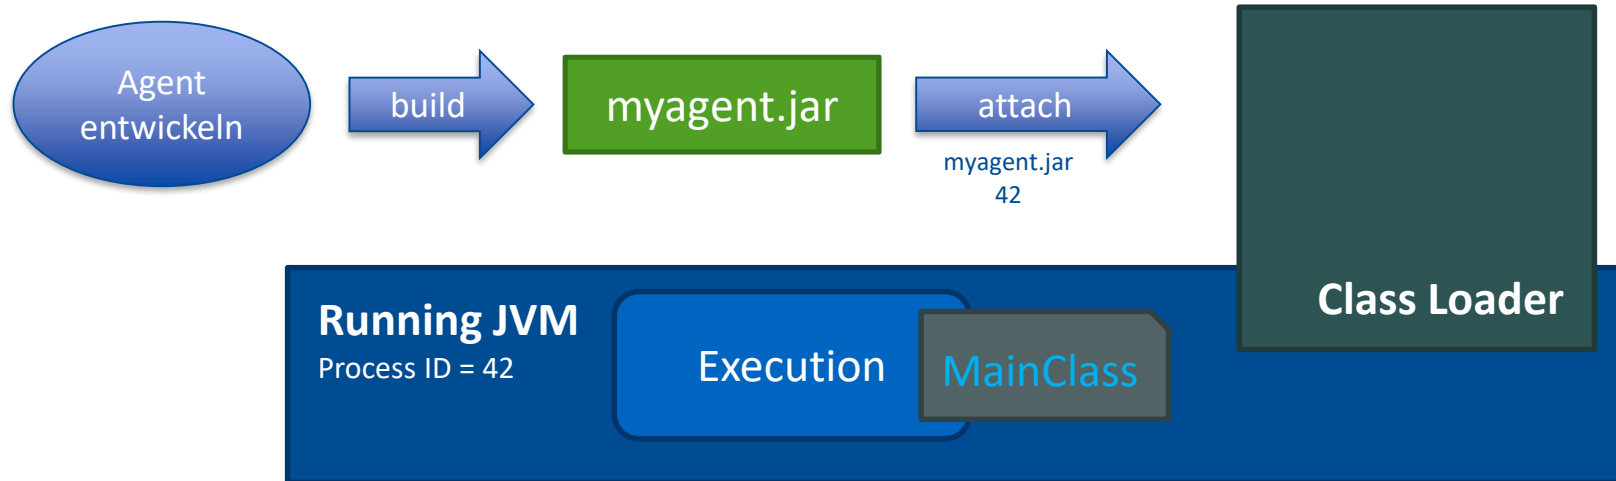 Agent
entwickeln
build
myagent.jar
attach
myagent.jar
42
Class Loader
Running JVM
Process ID = 42
Execution
MainClass